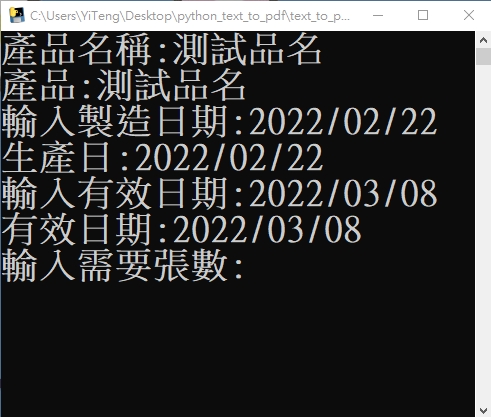 C:\Users\YiTeng\Desktop\python_text_to_pdf\text_to_p...
產品名稱:測試品名
產品:測試品名
輸入製造日期:2022/02/22
生產日:2022/02/22
輸入有效日期:2022/03/08
有效日期:2022/03/08
輸入需要張數: